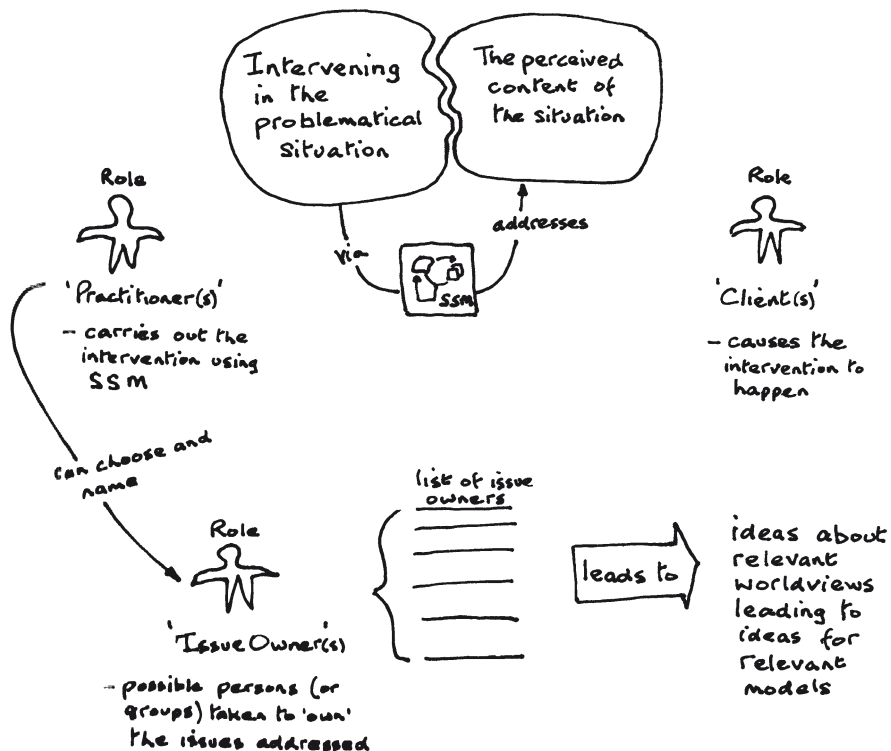 Intervening
in the
problematical
situation
The perceived
content of
the situation
via
addresses
SSM
Role
'Practitioner(s)'
- carries out the
intervention using
SSM
Role
'Client(s)'
- causes the
intervention to
happen
can choose and
name
Role
'Issue Owner(s)
- possible persons (or
groups) taken to 'own'
the issues addressed
list of issue
owners
leads to
ideas about
relevant
worldviews
leading to
ideas for
relevant
models